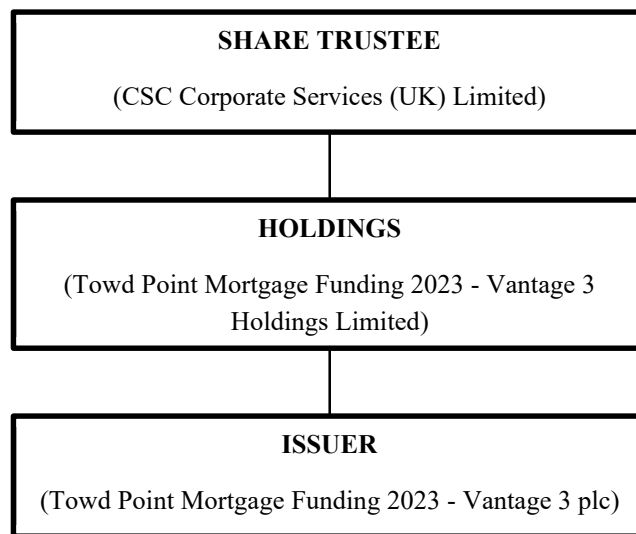 SHARE TRUSTEE
(CSC Corporate Services (UK) Limited)
HOLDINGS
(Towd Point Mortgage Funding 2023 - Vantage 3
Holdings Limited)
ISSUER
(Towd Point Mortgage Funding 2023 - Vantage 3 plc)